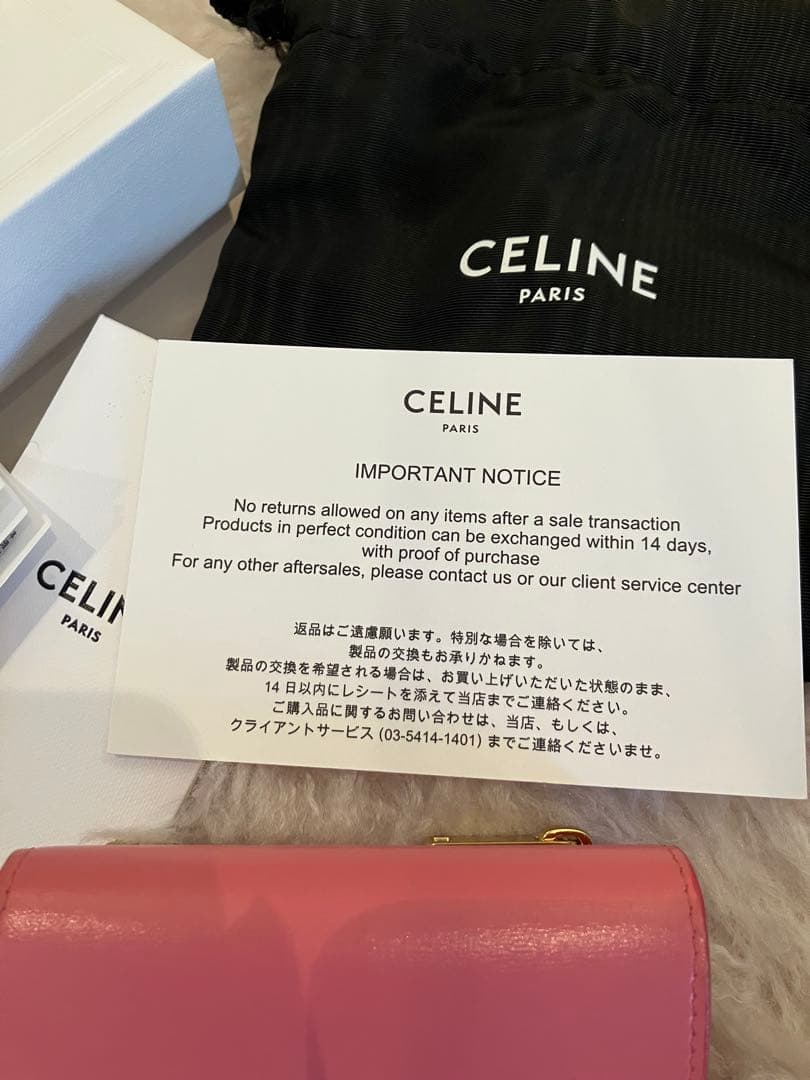 CELINE
PARIS
CELINE
PARIS
IMPORTANT NOTICE
No returns allowed on any items after a sale transaction
Products in perfect condition can be exchanged within 14 days,
with proof of purchase
For any other aftersales, please contact us or our client service center
返品はご遠慮願います。特別な場合を除いては、
製品の交換もお承りかねます。
製品の交換を希望される場合は、お買い上げいただいた状態のまま、
14 日以内にレシートを添えて当店までご連絡ください。
ご購入品に関するお問い合わせは、当店、もしくは、
クライアントサービス (03-5414-1401) までご連絡くださいませ。
CELIN
PARIS